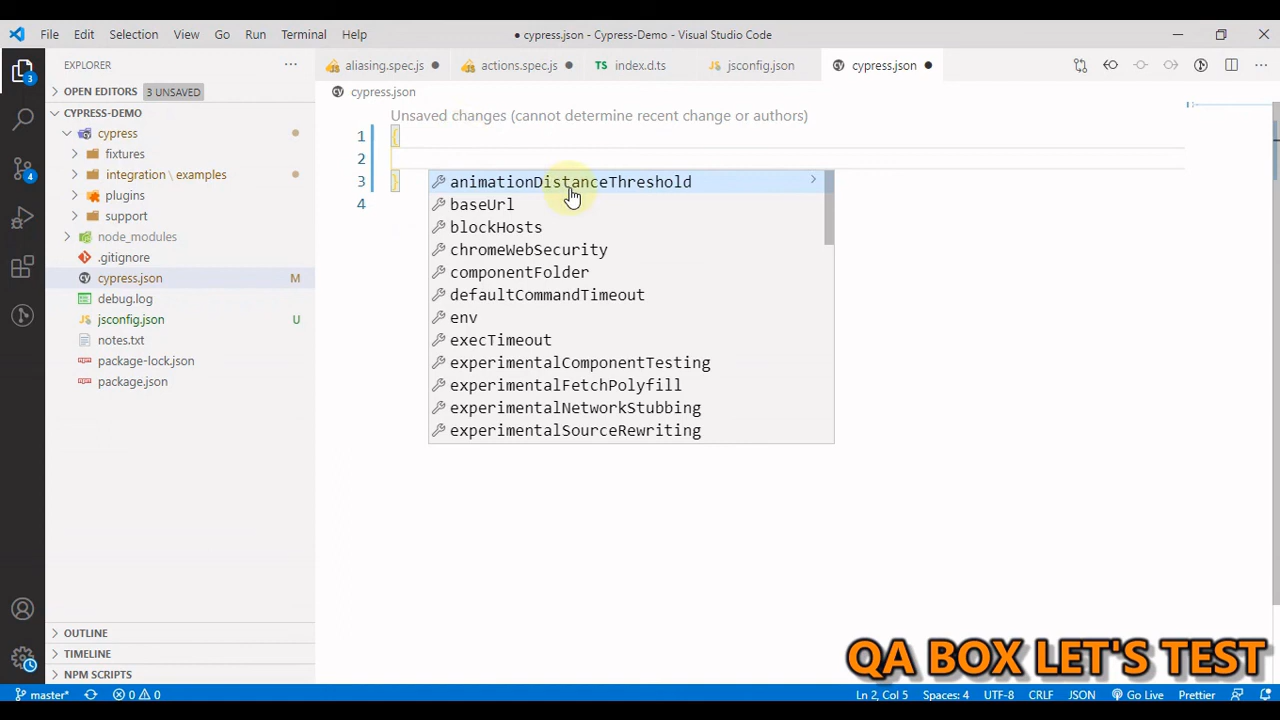 File Edit Selection View Go Run Terminal Help
● cypress.json - Cypress-Demo - Visual Studio Code
EXPLORER
aliasing.spec.js
actions.spec.js
TS index.d.ts
JS jsconfig.json
cypress.json
OPEN EDITORS 3 UNSAVED
CYPRESS-DEMO
cypress
fixtures
integration \ examples
plugins
support
node_modules
.gitignore
cypress.json M
debug.log
JS jsconfig.json U
notes.txt
package-lock.json
package.json
OUTLINE
TIMELINE
NPM SCRIPTS
3
4
cypress.json
Unsaved changes (cannot determine recent change or authors)
1 {
2
3 }
4
animationDistanceThreshold
baseUrl
blockHosts
chromeWebSecurity
componentFolder
defaultCommandTimeout
env
execTimeout
experimentalComponentTesting
experimentalFetchPolyfill
experimentalNetworkStubbing
experimentalSourceRewriting
QA BOX LET'S TEST
master* 0 0 Ln 2, Col 5 Spaces: 4 UTF-8 CRLF JSON Go Live Prettier